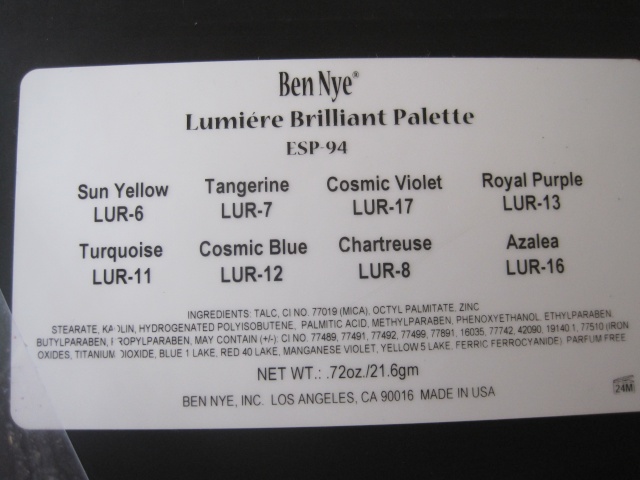 Ben Nye®
Lumiére Brilliant Palette
ESP-94
Sun Yellow Tangerine Cosmic Violet Royal Purple
LUR-6 LUR-7 LUR-17 LUR-13
Turquoise Cosmic Blue Chartreuse Azalea
LUR-11 LUR-12 LUR-8 LUR-16
INGREDIENTS: TALC, CI NO. 77019 (MICA), OCTYL PALMITATE, ZINC
STEARATE, KAOLIN, HYDROGENATED POLYISOBUTENE, PALMITIC ACID, METHYLPARABEN, PHENOXYETHANOL, ETHYLPARABEN,
BUTYLPARABEN, PROPYLPARABEN, MAY CONTAIN (+/-): CI NO. 77489, 77491, 77492, 77499, 77891, 16035, 77742, 42090, 19140 1, 77510 (IRON
OXIDES, TITANIUM DIOXIDE, BLUE 1 LAKE, RED 40 LAKE, MANGANESE VIOLET, YELLOW 5 LAKE, FERRIC FERROCYANIDE) PARFUM FREE
NET WT.: .72oz./21.6gm
BEN NYE, INC. LOS ANGELES, CA 90016 MADE IN USA
24M